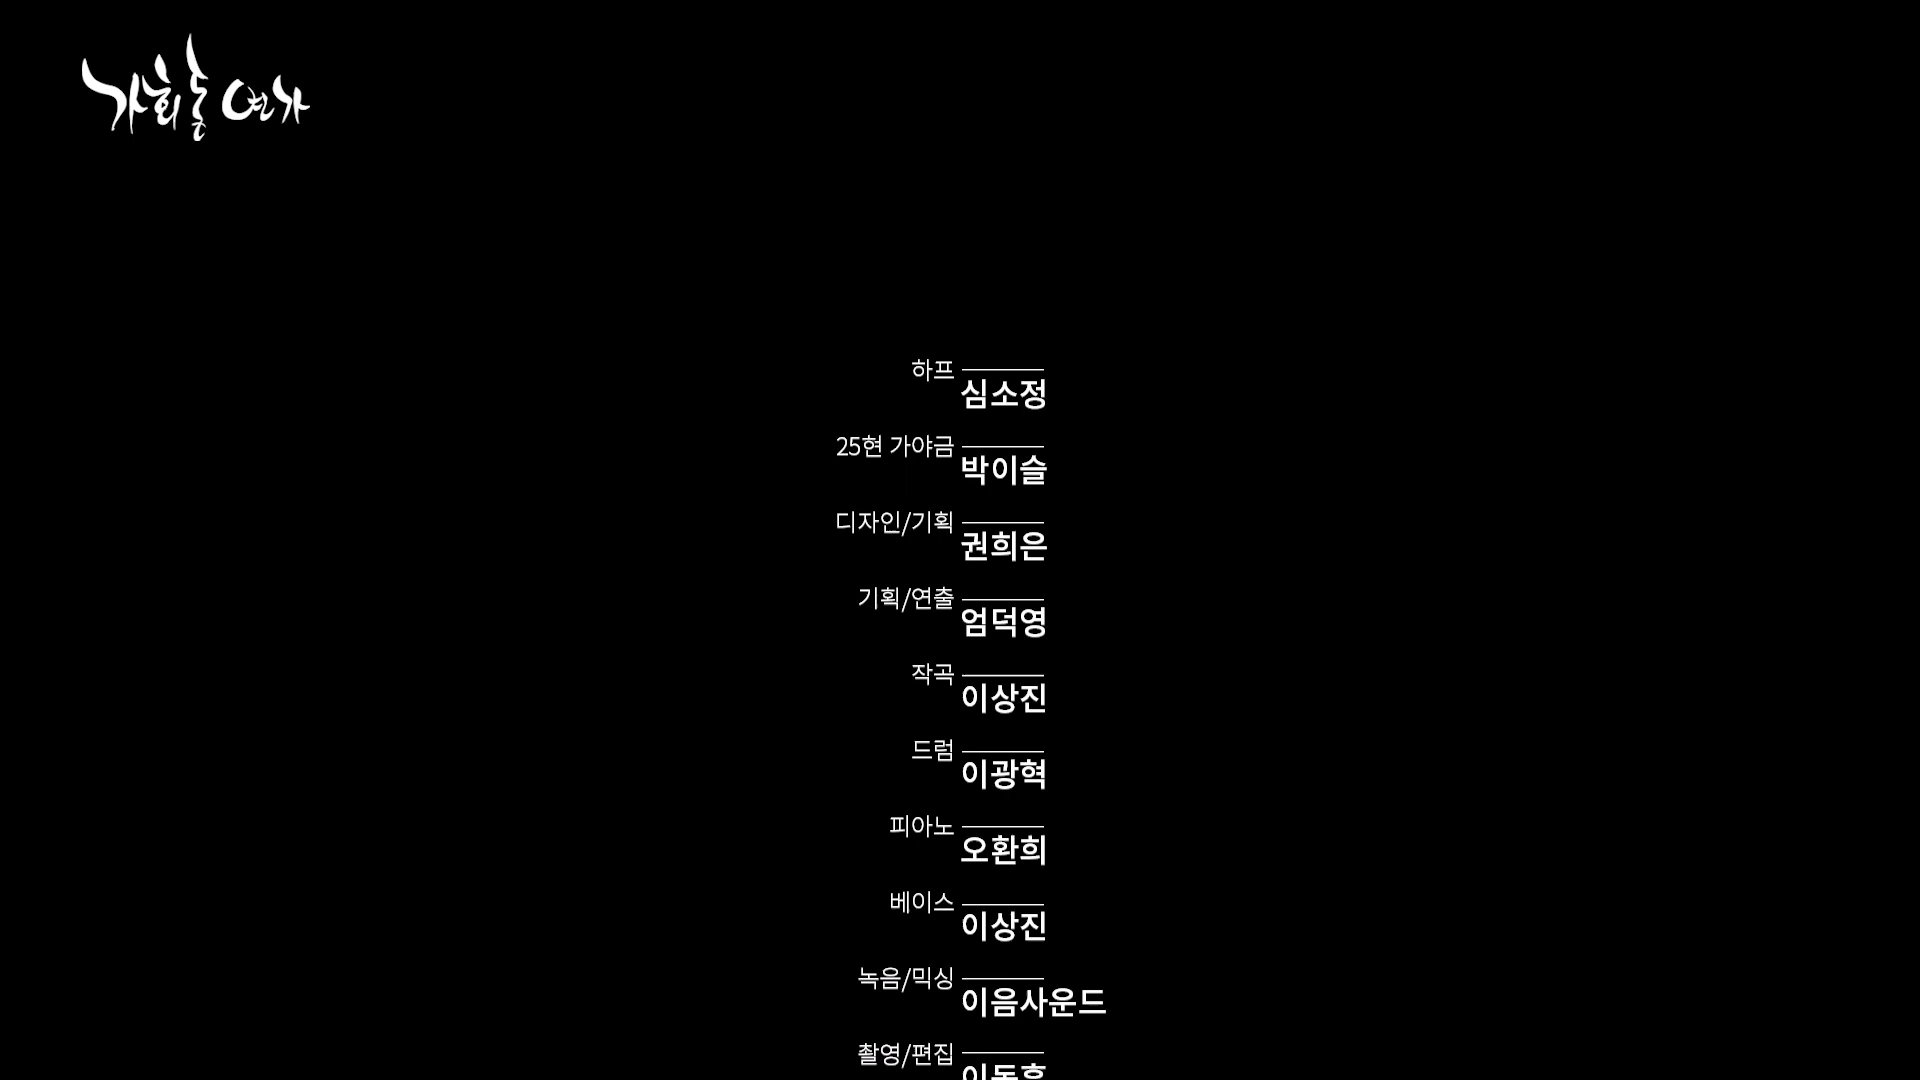 가회동 연가
하프
심소정
25현 가야금
박이슬
디자인/기획
권희은
기획/연출
엄덕영
작곡
이상진
드럼
이광혁
피아노
오환희
베이스
이상진
녹음/믹싱
이음사운드
촬영/편집